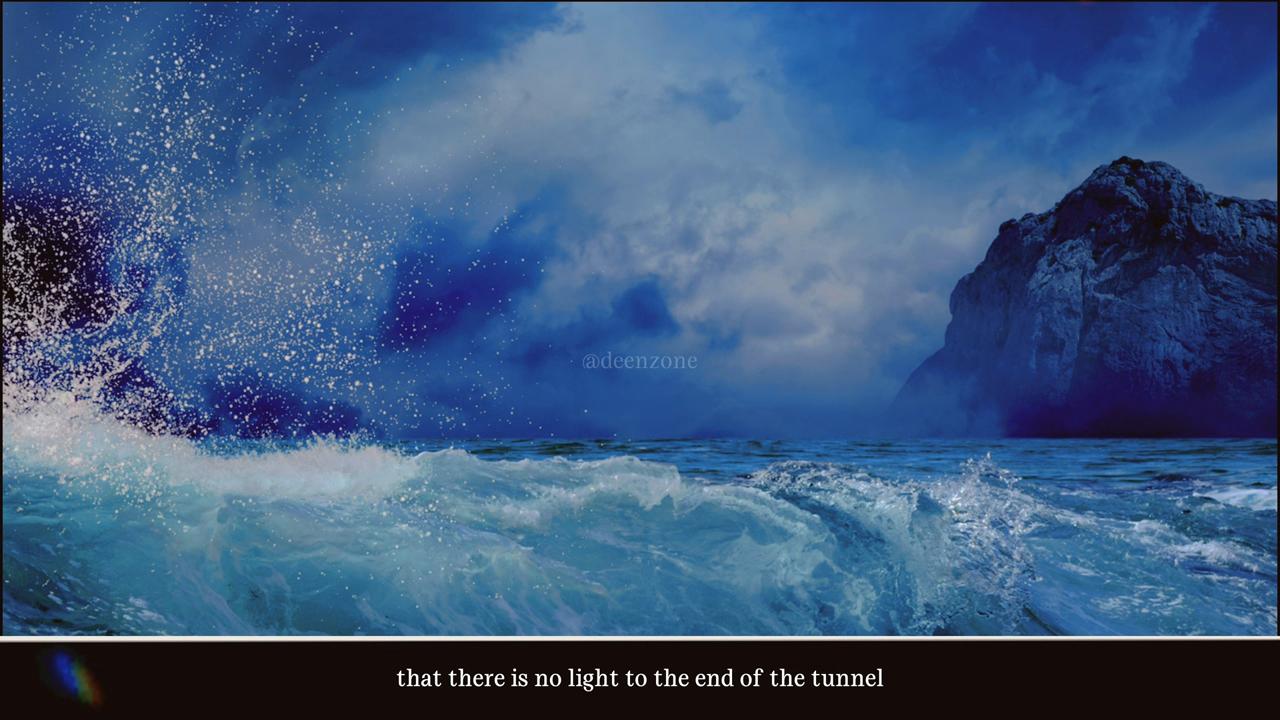 @deenzone
that there is no light to the end of the tunnel